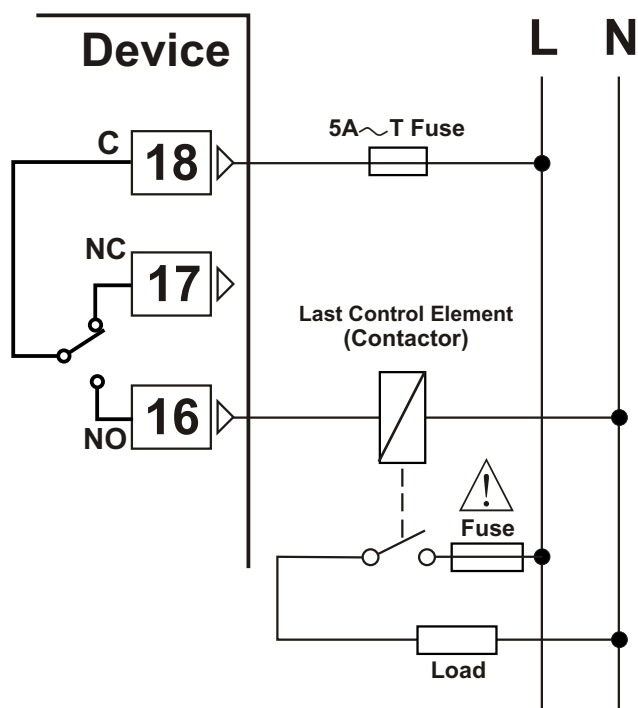 Device
L N
C
18
5A～T Fuse
NC
17
Last Control Element
(Contactor)
16
NO
!
Fuse
Load